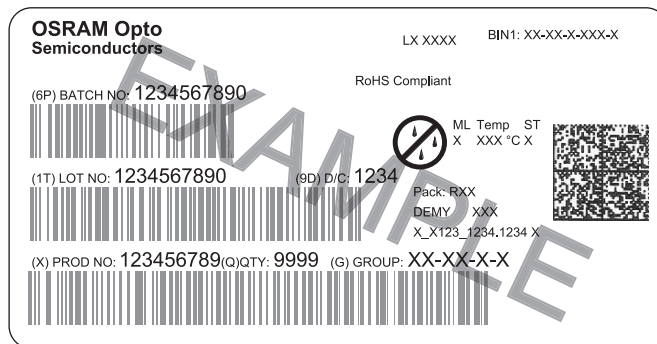 OSRAM Opto
Semiconductors
LX XXXX
BIN1: XX-XX-X-XXX-X
RoHS Compliant
(6P) BATCH NO: 1234567890
ML Temp ST
X XXX °C X
(1T) LOT NO: 1234567890 (9D) D/C: 1234
Pack: RXX
DEMY XXX
X_X123_1234.1234 X
(X) PROD NO: 123456789(Q)QTY: 9999 (G) GROUP: XX-XX-X-X
EXAMPLE